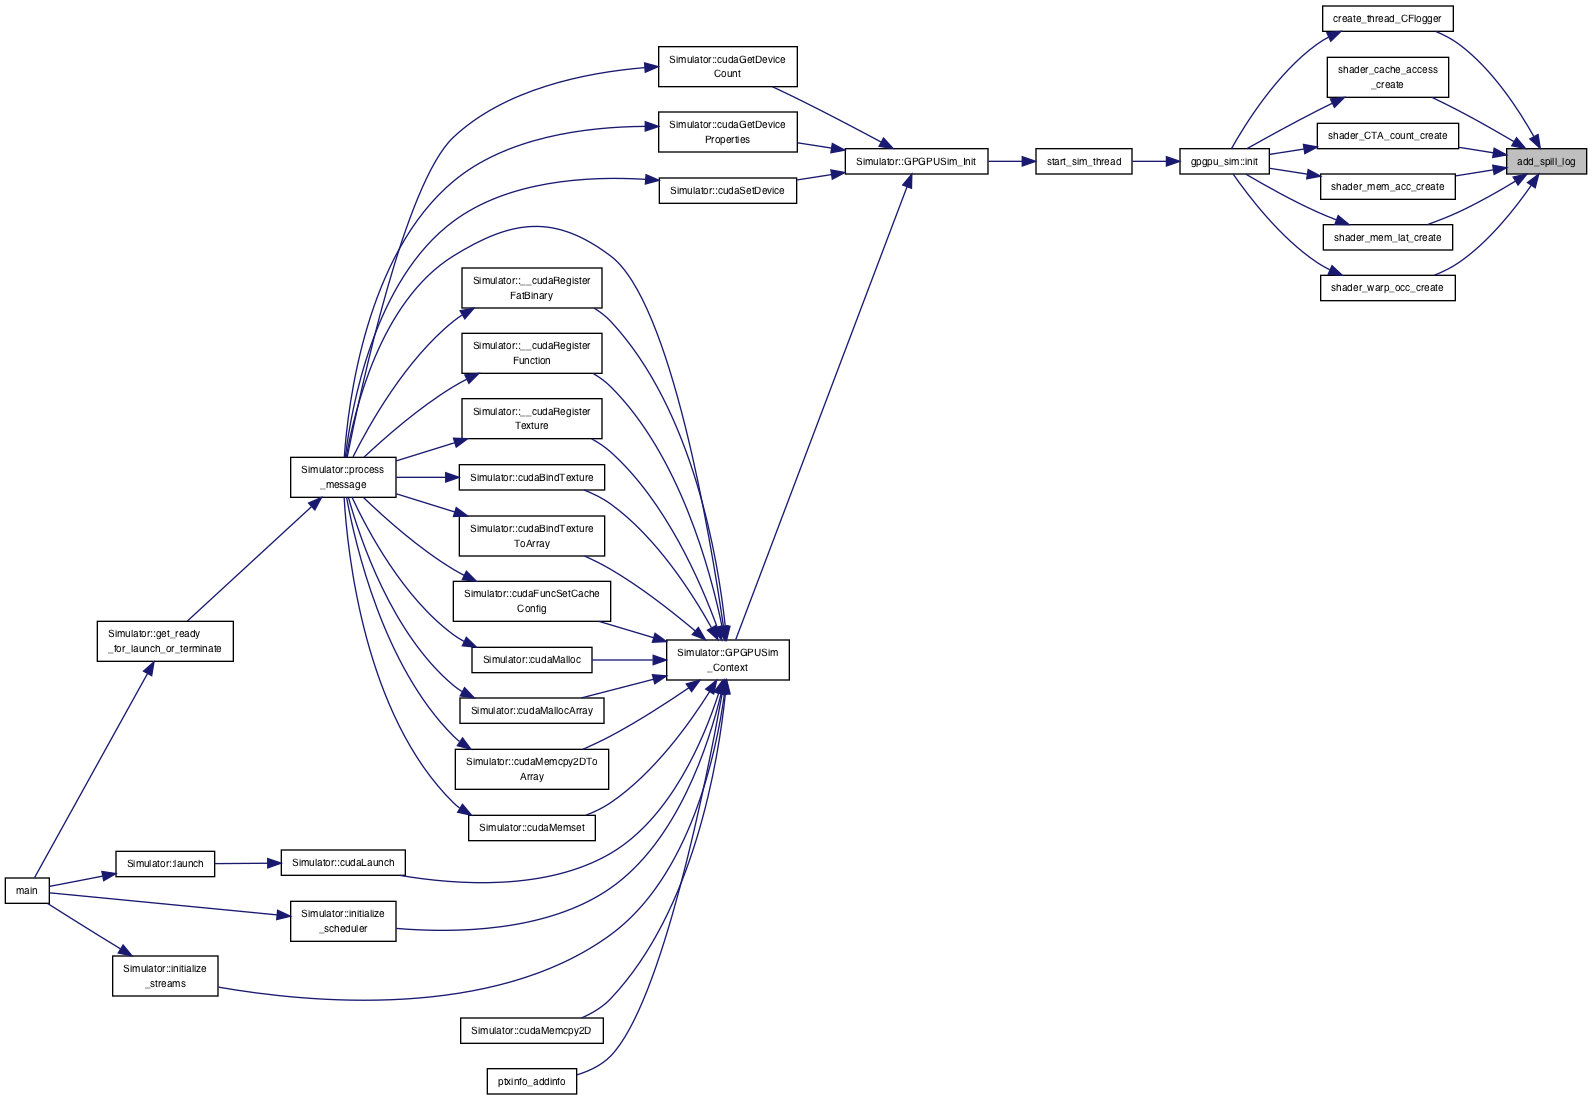 create_thread_CFlogger
shader_cache_access
_create
shader_CTA_count_create
add_spill_log
shader_mem_acc_create
shader_mem_lat_create
shader_warp_occ_create
gpgpu_sim::init
start_sim_thread
Simulator::GPGPUSim_Init
Simulator::cudaGetDevice
Count
Simulator::cudaGetDevice
Properties
Simulator::cudaSetDevice
Simulator::__cudaRegister
FatBinary
Simulator::__cudaRegister
Function
Simulator::__cudaRegister
Texture
Simulator::process
_message
Simulator::cudaBindTexture
Simulator::cudaBindTexture
ToArray
Simulator::cudaFuncSetCache
Config
Simulator::get_ready
_for_launch_or_terminate
Simulator::cudaMalloc
Simulator::GPGPUSim
_Context
Simulator::cudaMallocArray
Simulator::cudaMemcpy2DTo
Array
Simulator::cudaMemset
Simulator::launch
Simulator::cudaLaunch
main
Simulator::initialize
_scheduler
Simulator::initialize
_streams
Simulator::cudaMemcpy2D
ptxinfo_addinfo